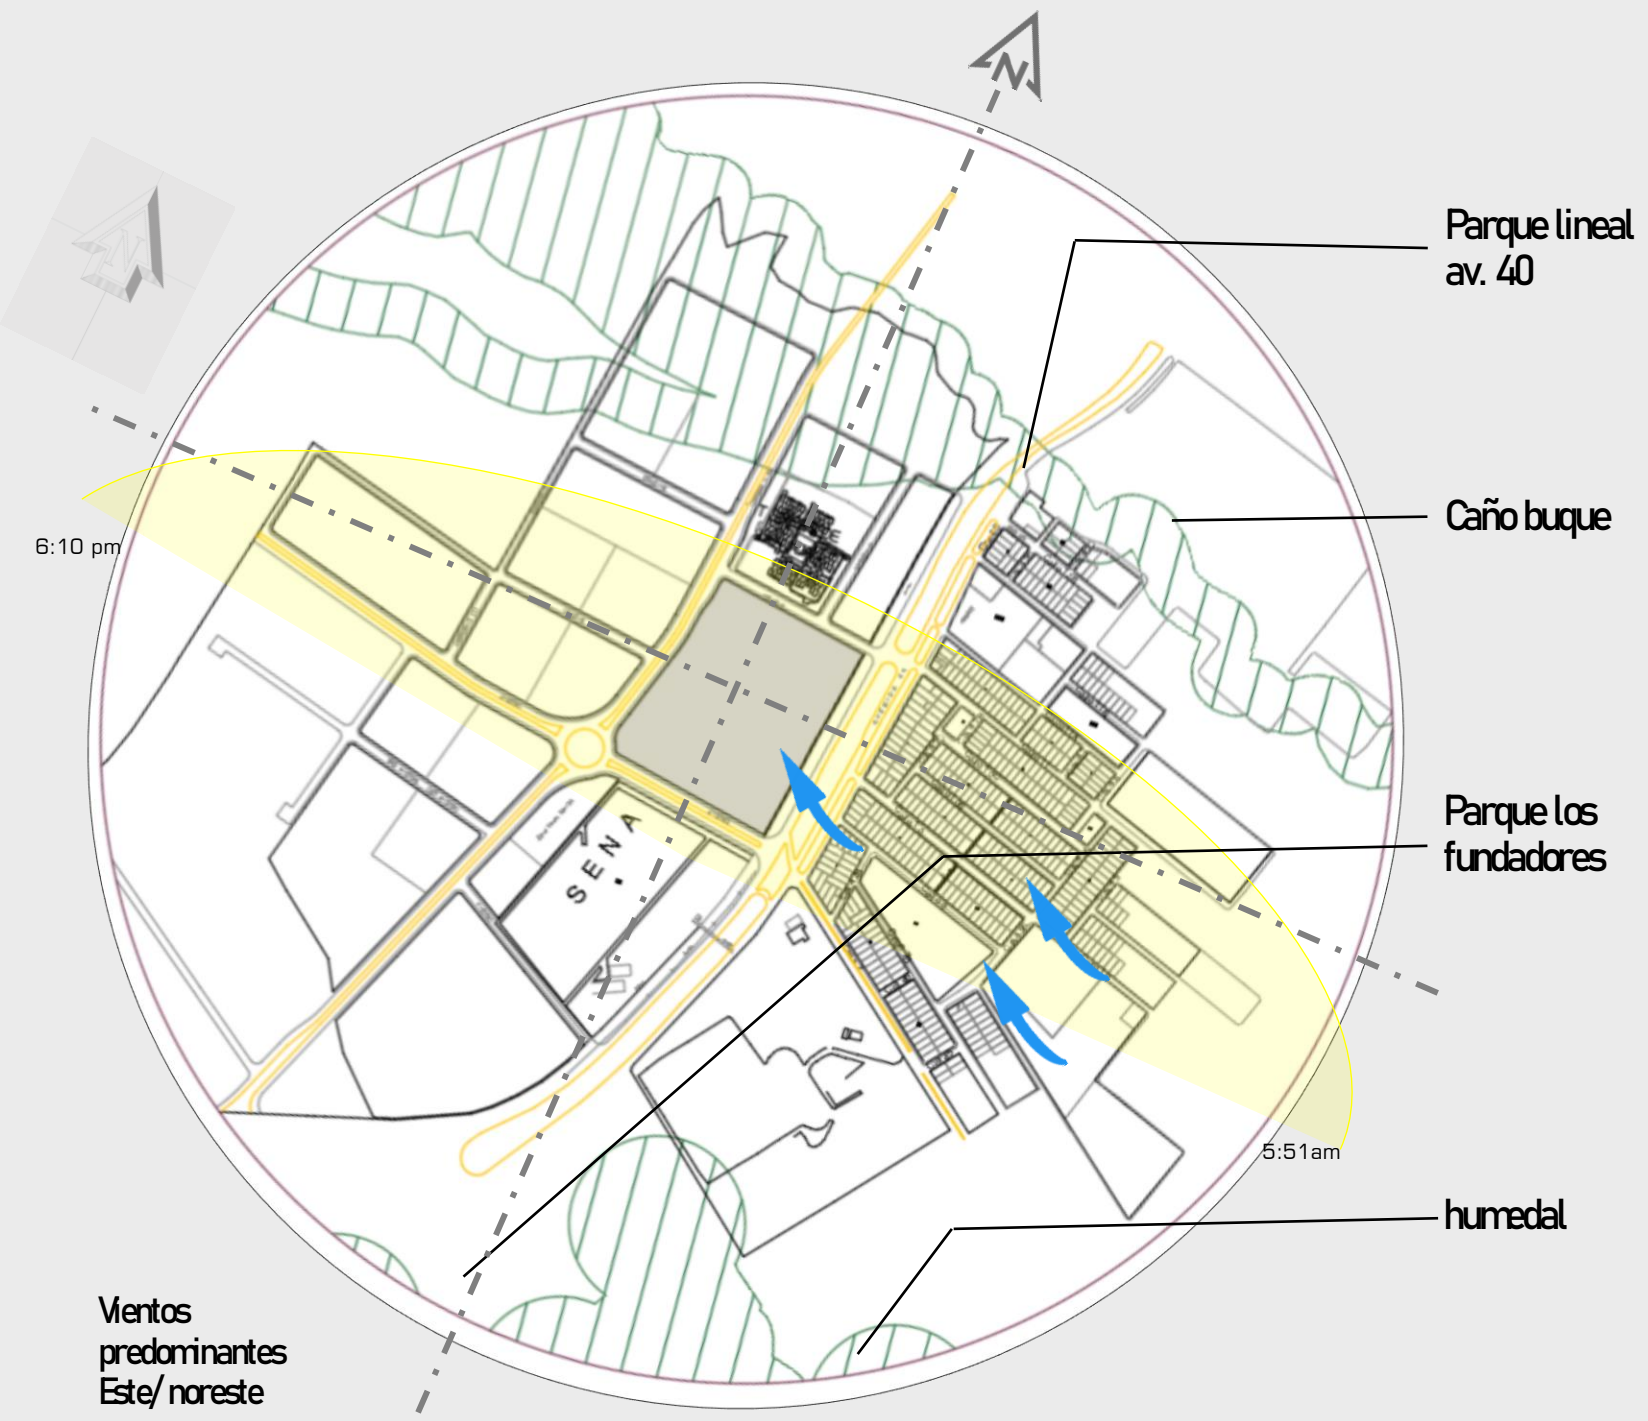 N
Parque lineal
av. 40
Caño buque
6:10 pm
Parque los
fundadores
SENA
5:51am
humedal
Vientos
predominantes
Este/ noreste